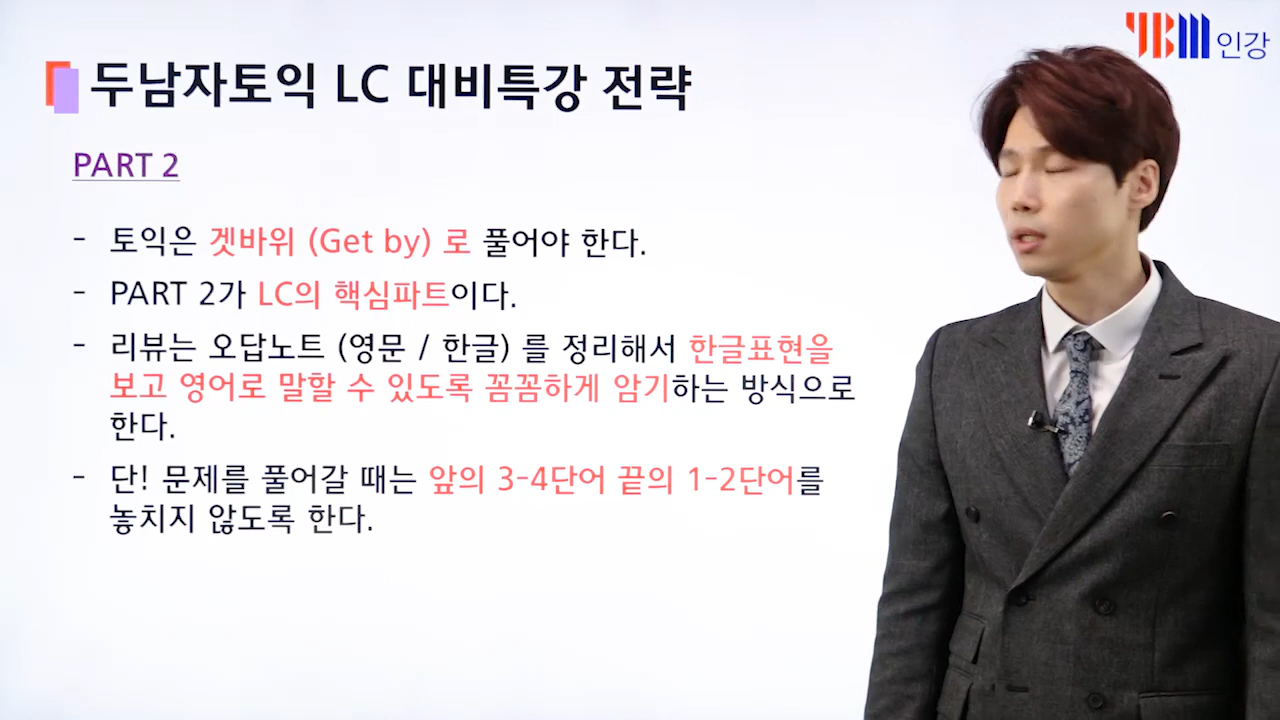 YBM 인강
두남자토익 LC 대비특강 전략
PART 2
- 토익은 겟바위 (Get by) 로 풀어야 한다.
- PART 2가 LC의 핵심파트이다.
- 리뷰는 오답노트 (영문 / 한글) 를 정리해서 한글표현을
보고 영어로 말할 수 있도록 꼼꼼하게 암기하는 방식으로
한다.
- 단! 문제를 풀어갈 때는 앞의 3-4단어 끝의 1-2단어를
놓치지 않도록 한다.